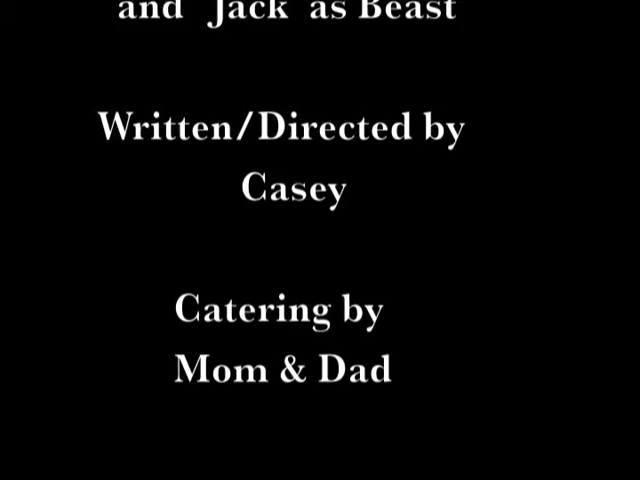 and Jack as Beast
Written/Directed by
Casey
Catering by
Mom & Dad